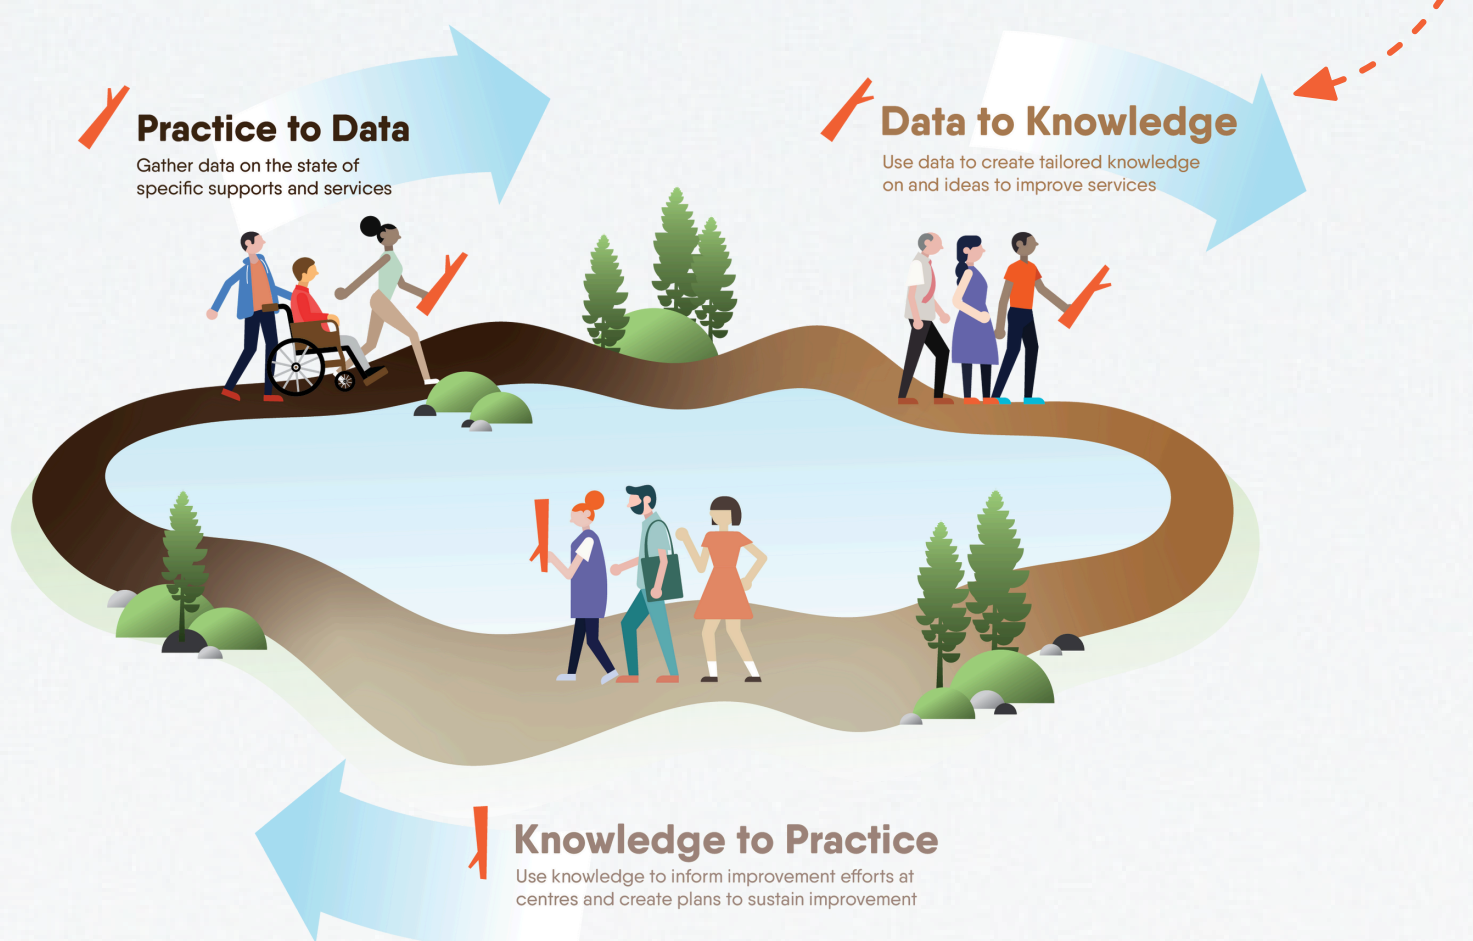 Practice to Data
Gather data on the state of
specific supports and services
Data to Knowledge
Use data to create tailored knowledge
on and ideas to improve services
Knowledge to Practice
Use knowledge to inform improvement efforts at
centres and create plans to sustain improvement